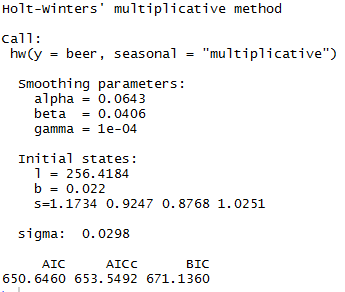 Holt-Winters' multiplicative method
Call:
hw(y = beer, seasonal = "multiplicative")
Smoothing parameters:
alpha = 0.0643
beta  = 0.0406
gamma = 1e-04
Initial states:
l = 256.4184
b = 0.022
s=1.1734 0.9247 0.8768 1.0251
sigma:  0.0298
AIC     AICc      BIC
650.6460 653.5492 671.1360